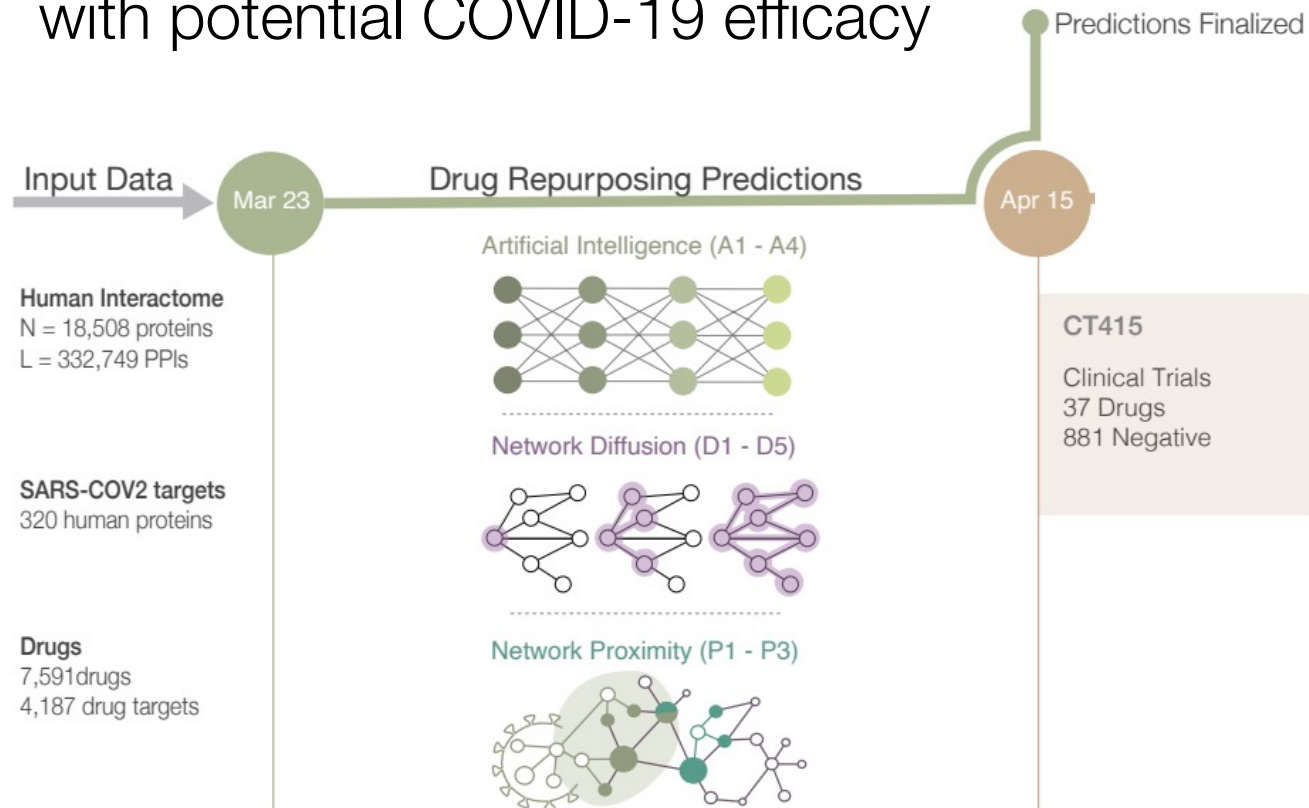 with potential COVID-19 efficacy
Predictions Finalized
Input Data
Mar 23
Drug Repurposing Predictions
Apr 15
Artificial Intelligence (A1 - A4)
Human Interactome
N = 18,508 proteins
L = 332,749 PPIs
CT415
Clinical Trials
37 Drugs
881 Negative
Network Diffusion (D1 - D5)
SARS-COV2 targets
320 human proteins
Drugs
7,591drugs
4,187 drug targets
Network Proximity (P1 - P3)